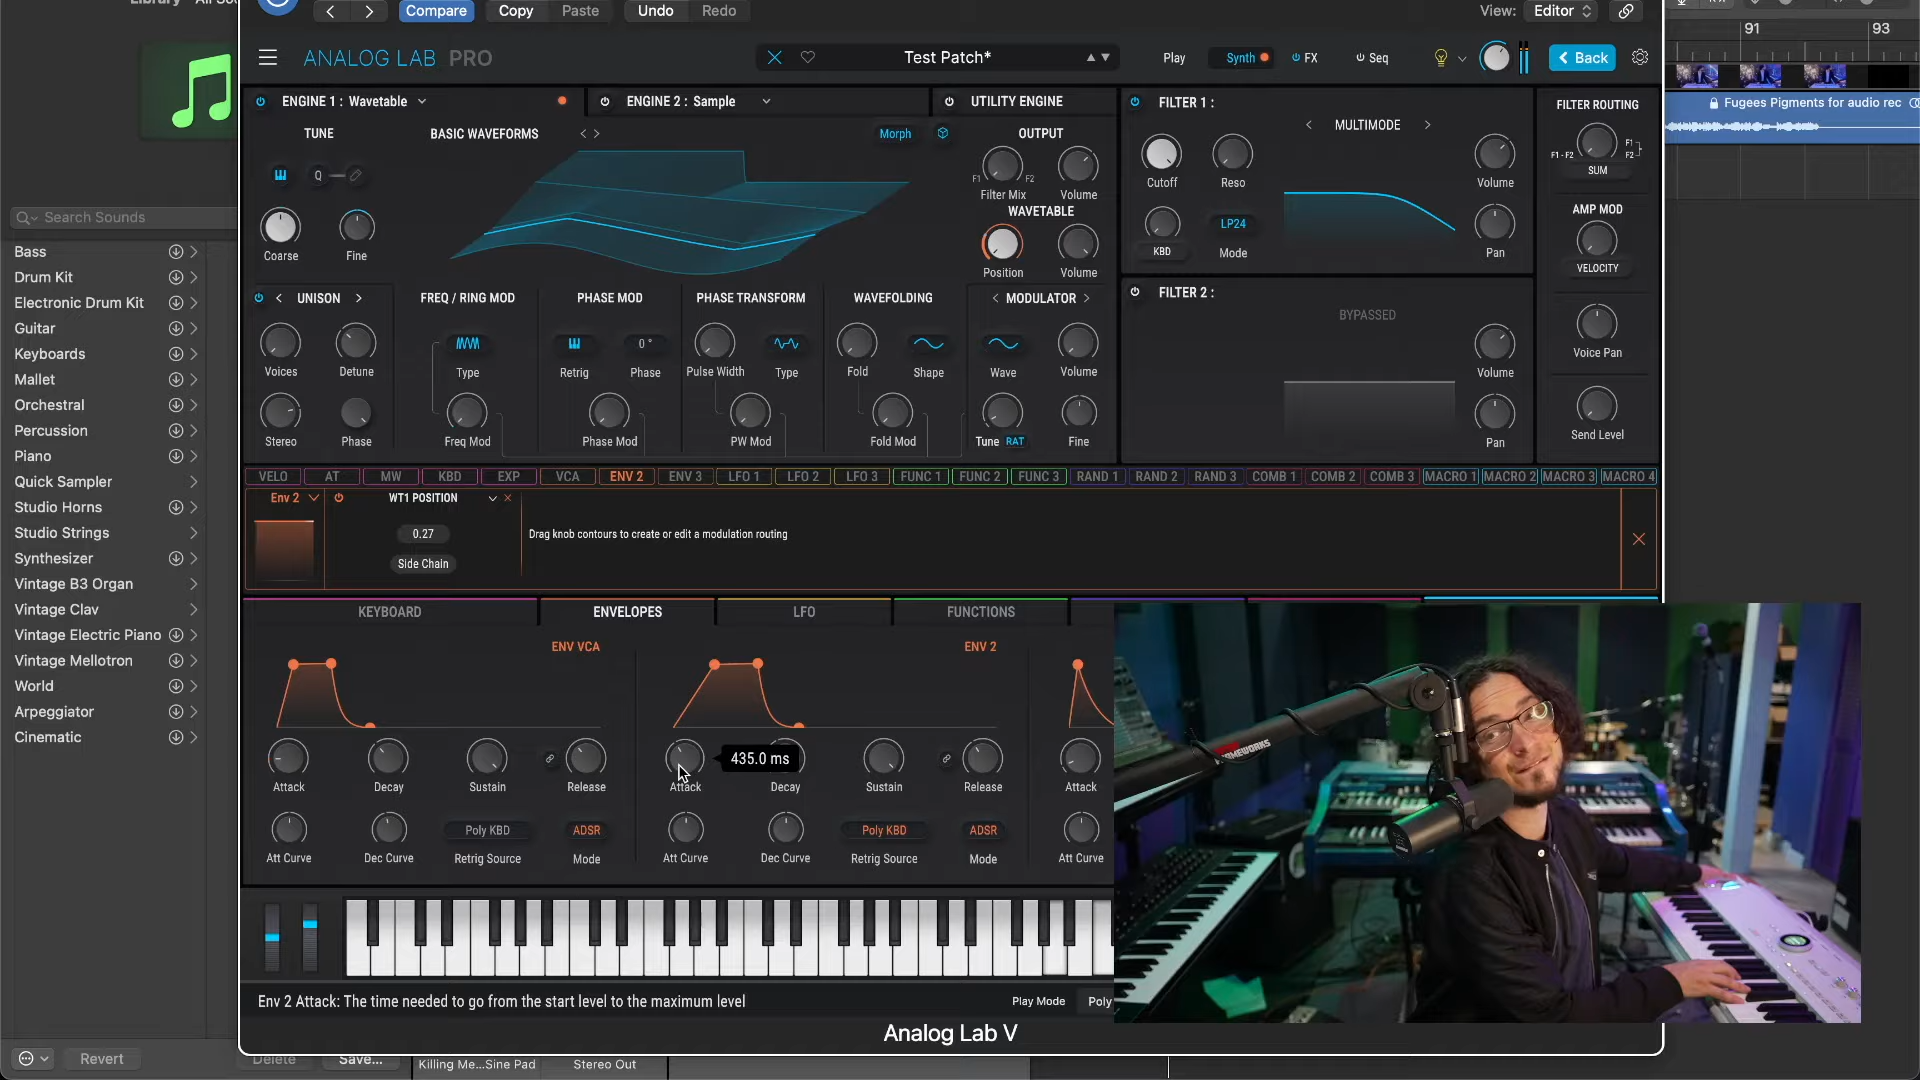 Compare
Copy
Paste
Undo
Redo
View:
Editor
ANALOG LAB PRO
Test Patch*
Play
Synth
FX
Seq
Back
91
93
Fugees Pigments for audio rec
ENGINE 1 : Wavetable
ENGINE 2 : Sample
UTILITY ENGINE
FILTER 1 :
FILTER ROUTING
TUNE
BASIC WAVEFORMS
Morph
OUTPUT
MULTIMODE
Q
F1
F2
Filter Mix
Volume
Cutoff
Reso
Volume
F1 - F2
F1
F2
SUM
WAVETABLE
AMP MOD
Coarse
Fine
Position
Volume
KBD
LP24
Mode
Pan
VELOCITY
UNISON
FREQ / RING MOD
PHASE MOD
PHASE TRANSFORM
WAVEFOLDING
MODULATOR
FILTER 2 :
BYPASSED
0 °
Voices
Detune
Type
Retrig
Phase
Pulse Width
Type
Fold
Shape
Wave
Volume
Volume
Voice Pan
Stereo
Phase
Freq Mod
Phase Mod
PW Mod
Fold Mod
Tune RAT
Fine
Pan
Send Level
VELO
AT
MW
KBD
EXP
VCA
ENV 2
ENV 3
LFO 1
LFO 2
LFO 3
FUNC 1
FUNC 2
FUNC 3
RAND 1
RAND 2
RAND 3
COMB 1
COMB 2
COMB 3
MACRO 1
MACRO 2
MACRO 3
MACRO 4
Env 2
WT1 POSITION
0.27
Side Chain
Drag knob contours to create or edit a modulation routing
KEYBOARD
ENVELOPES
LFO
FUNCTIONS
ENV VCA
ENV 2
435.0 ms
Attack
Decay
Sustain
Release
Attack
Decay
Sustain
Release
Attack
Poly KBD
ADSR
Poly KBD
ADSR
Att Curve
Dec Curve
Retrig Source
Mode
Att Curve
Dec Curve
Retrig Source
Mode
Att Curve
Env 2 Attack: The time needed to go from the start level to the maximum level
Play Mode
Poly
Analog Lab V
Search Sounds
Bass
Drum Kit
Electronic Drum Kit
Guitar
Keyboards
Mallet
Orchestral
Percussion
Piano
Quick Sampler
Studio Horns
Studio Strings
Synthesizer
Vintage B3 Organ
Vintage Clav
Vintage Electric Piano
Vintage Mellotron
World
Arpeggiator
Cinematic
Revert
Delete
Save...
Killing Me...Sine Pad
Stereo Out